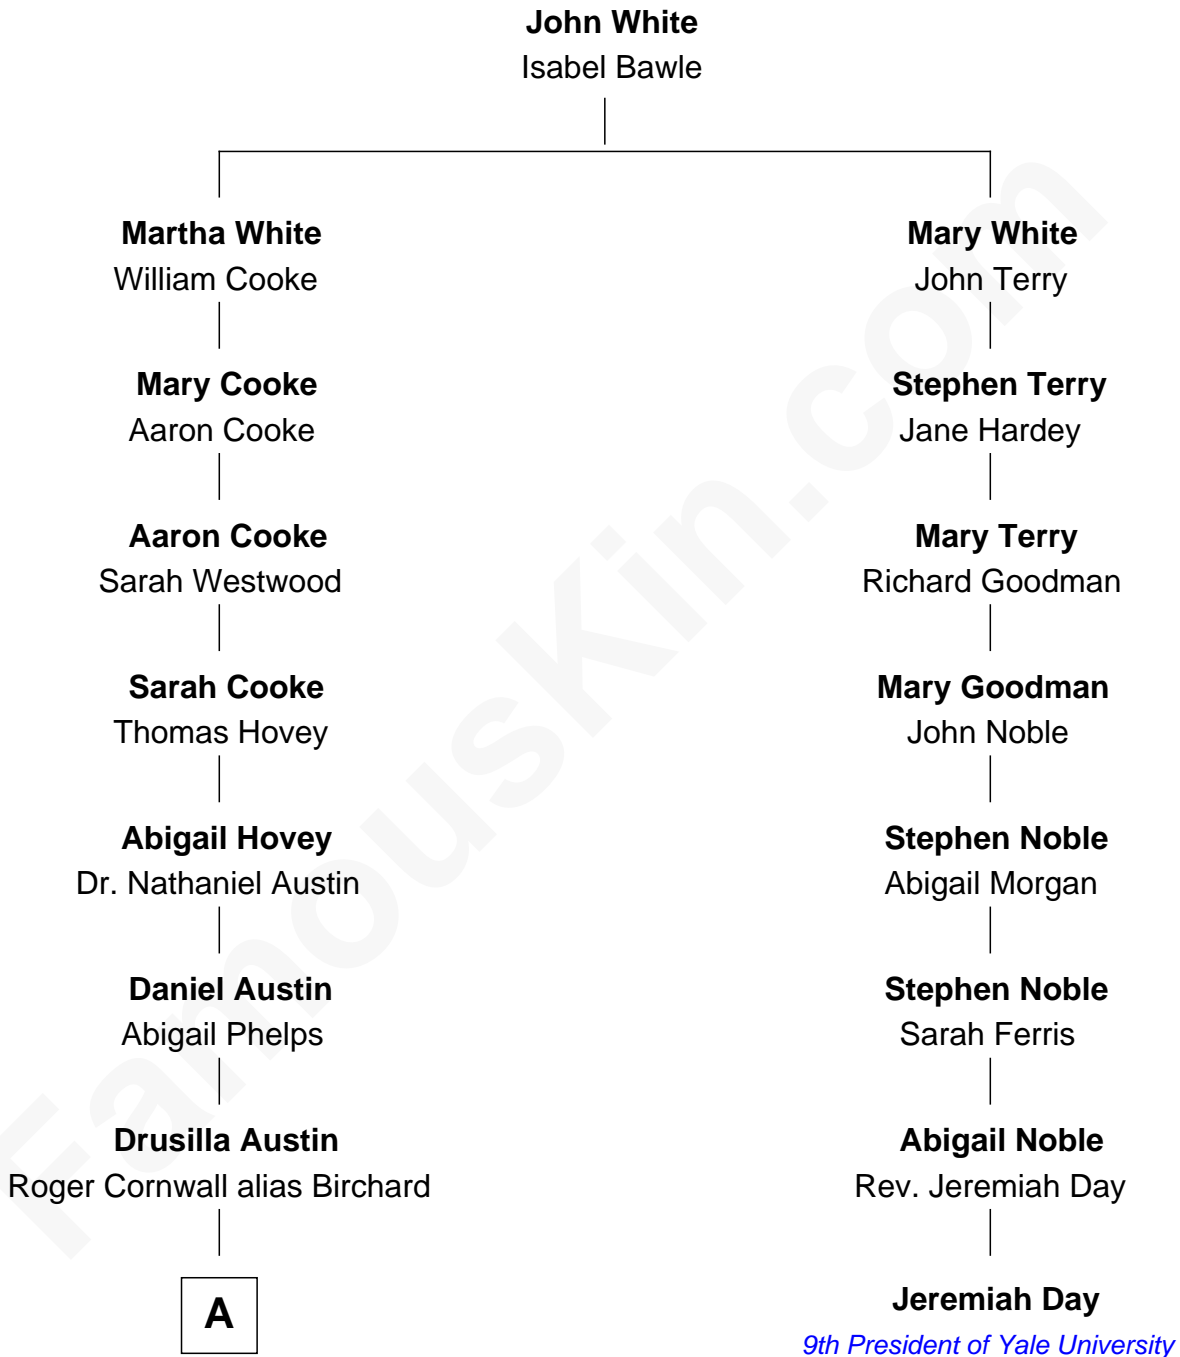 John White
Isabel Bawle
Martha White
William Cooke
Mary White
John Terry
Mary Cooke
Aaron Cooke
Stephen Terry
Jane Hardey
Aaron Cooke
Sarah Westwood
Mary Terry
Richard Goodman
Sarah Cooke
Thomas Hovey
Mary Goodman
John Noble
Abigail Hovey
Dr. Nathaniel Austin
Stephen Noble
Abigail Morgan
Daniel Austin
Abigail Phelps
Stephen Noble
Sarah Ferris
Drusilla Austin
Roger Cornwall alias Birchard
Abigail Noble
Rev. Jeremiah Day
A
Jeremiah Day
9th President of Yale University
FamousKin.com